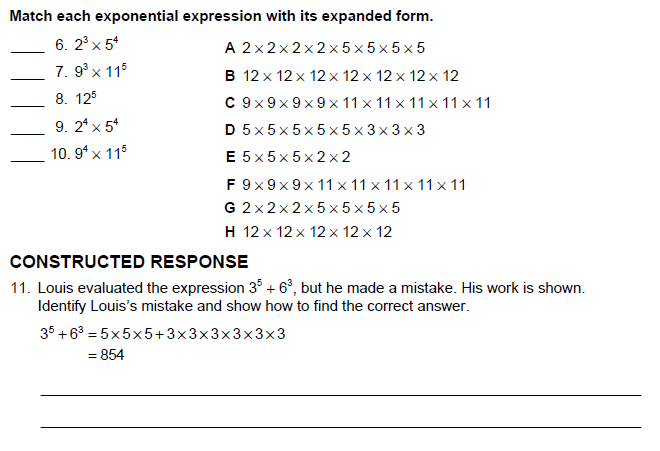 Match each exponential expression with its expanded form.
____ 6. 2³ × 5⁴
____ 7. 9³ × 11⁵
____ 8. 12⁵
____ 9. 2⁴ × 5⁴
____ 10. 9⁴ × 11⁵
A 2 × 2 × 2 × 2 × 5 × 5 × 5 × 5
B 12 × 12 × 12 × 12 × 12 × 12 × 12
C 9 × 9 × 9 × 9 × 11 × 11 × 11 × 11 × 11
D 5 × 5 × 5 × 5 × 5 × 3 × 3 × 3
E 5 × 5 × 5 × 2 × 2
F 9 × 9 × 9 × 11 × 11 × 11 × 11 × 11
G 2 × 2 × 2 × 5 × 5 × 5 × 5
H 12 × 12 × 12 × 12 × 12
CONSTRUCTED RESPONSE
11. Louis evaluated the expression 3⁵ + 6³, but he made a mistake. His work is shown.
Identify Louis's mistake and show how to find the correct answer.
3⁵ + 6³ = 5 × 5 × 5 + 3 × 3 × 3 × 3 × 3 × 3
= 854